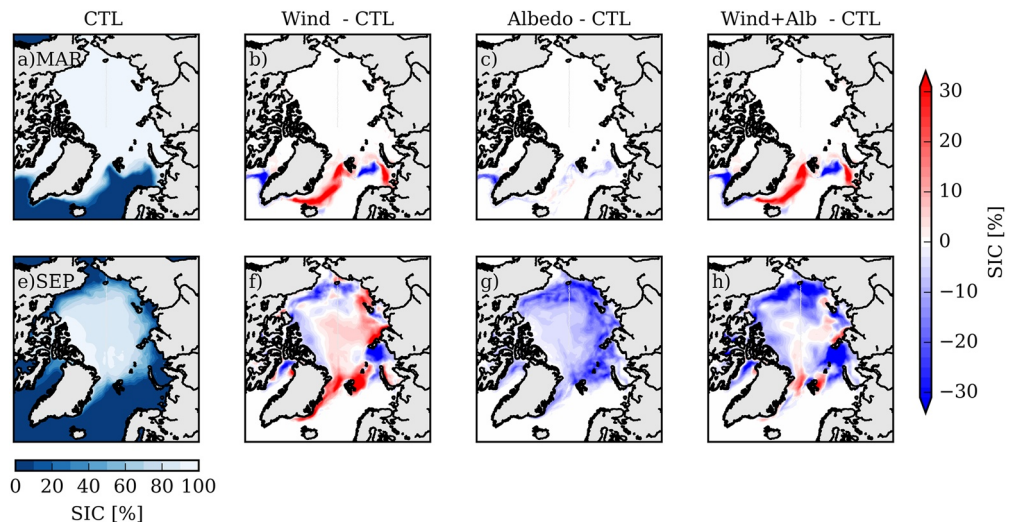 CTL
Wind - CTL
Albedo - CTL
Wind+Alb - CTL
a)MAR
b)
c)
d)
e)SEP
f)
g)
h)
30
20
10
0
−10
−20
−30
SIC [%]
0 20 40 60 80 100
SIC [%]